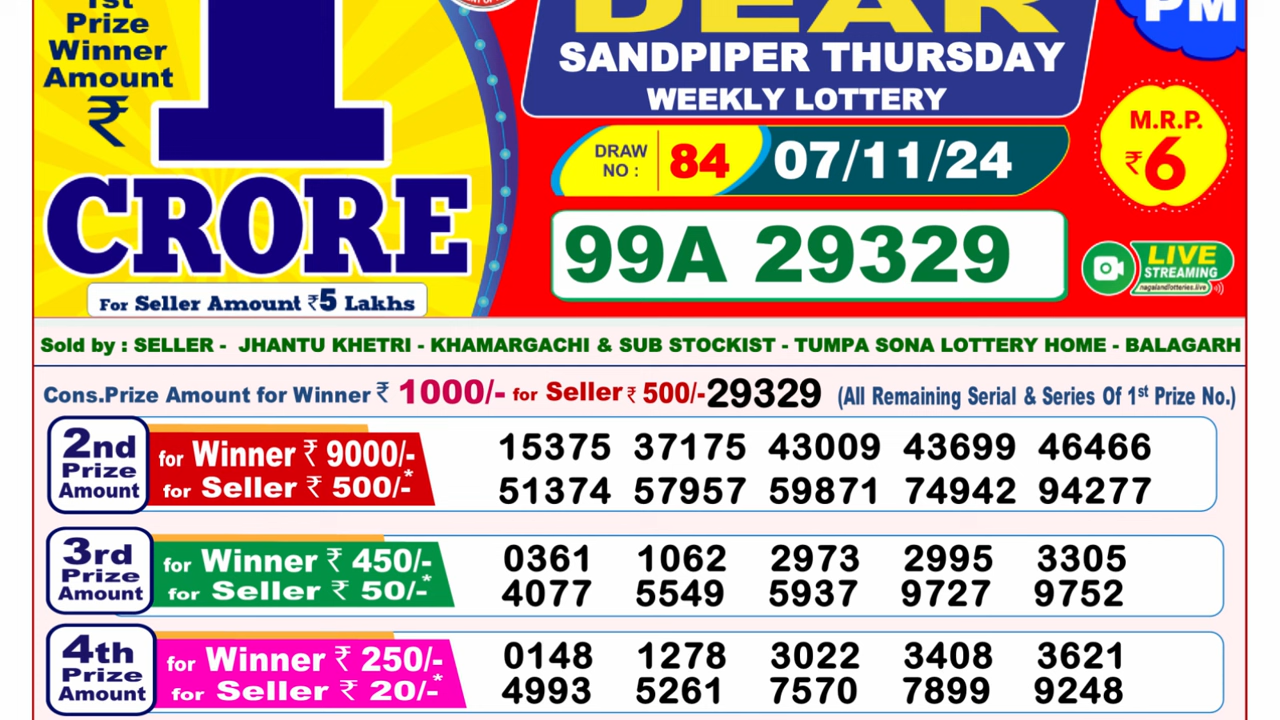 1st
Prize
Winner
Amount
₹
1
CRORE
For Seller Amount ₹5 Lakhs
DEAR
SANDPIPER THURSDAY
WEEKLY LOTTERY
DRAW
NO :
84
07/11/24
99A 29329
PM
M.R.P.
₹6
LIVE
STREAMING
nagalandlotteries.live
Sold by : SELLER - JHANTU KHETRI - KHAMARGACHI & SUB STOCKIST - TUMPA SONA LOTTERY HOME - BALAGARH
Cons.Prize Amount for Winner ₹ 1000/- for Seller ₹ 500/- 29329 (All Remaining Serial & Series Of 1st Prize No.)
2nd
Prize
Amount
for Winner ₹ 9000/-
for Seller ₹ 500/-*
15375 37175 43009 43699 46466
51374 57957 59871 74942 94277
3rd
Prize
Amount
for Winner ₹ 450/-
for Seller ₹ 50/-*
0361 1062 2973 2995 3305
4077 5549 5937 9727 9752
4th
Prize
Amount
for Winner ₹ 250/-
for Seller ₹ 20/-*
0148 1278 3022 3408 3621
4993 5261 7570 7899 9248